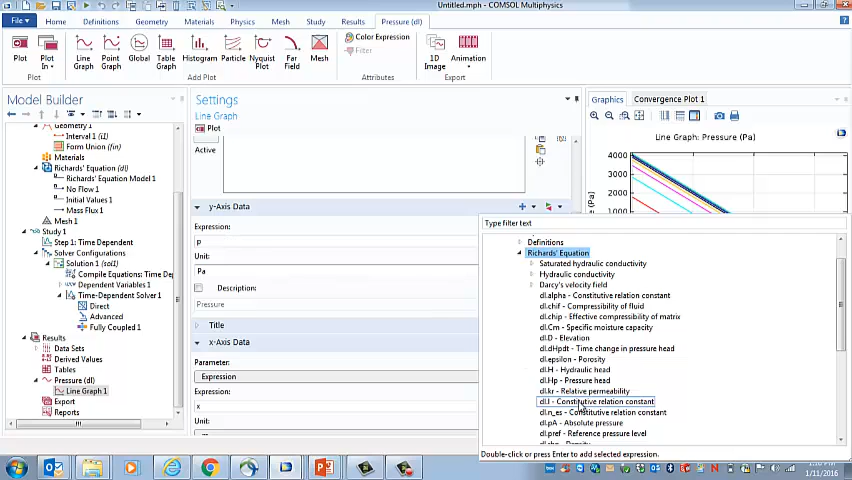 Untitled.mph - COMSOL Multiphysics
File Home Definitions Geometry Materials Physics Mesh Study Results Pressure (dl)
Plot
Plot In
Line Graph
Point Graph
Global
Table Graph
Histogram
Particle
Nyquist Plot
Far Field
Mesh
Color Expression
Filter
1D Image
Animation
Plot
Add Plot
Attributes
Export
Model Builder
Geometry 1
Interval 1 (i1)
Form Union (fin)
Materials
Richards' Equation (dl)
Richards' Equation Model 1
No Flow 1
Initial Values 1
Mass Flux 1
Mesh 1
Study 1
Step 1: Time Dependent
Solver Configurations
Solution 1 (sol1)
Compile Equations: Time De
Dependent Variables 1
Time-Dependent Solver 1
Direct
Advanced
Fully Coupled 1
Results
Data Sets
Derived Values
Tables
Pressure (dl)
Line Graph 1
Export
Reports
Settings
Line Graph
Plot
Active
y-Axis Data
Expression:
p
Unit:
Pa
Description:
Pressure
Title
x-Axis Data
Parameter:
Expression
Expression:
x
Graphics Convergence Plot 1
Line Graph: Pressure (Pa)
4000
3000
2000
1000
[Pa]
Type filter text
Definitions
Richards' Equation
Saturated hydraulic conductivity
Hydraulic conductivity
Darcy's velocity field
dl.alpha - Constitutive relation constant
dl.chif - Compressibility of fluid
dl.chip - Effective compressibility of matrix
dl.Cm - Specific moisture capacity
dl.D - Elevation
dl.dHpdt - Time change in pressure head
dl.epsilon - Porosity
dl.H - Hydraulic head
dl.Hp - Pressure head
dl.kr - Relative permeability
dl.l - Constitutive relation constant
dl.n_es - Constitutive relation constant
dl.pA - Absolute pressure
dl.pref - Reference pressure level
Double-click or press Enter to add selected expression.
1/11/2016